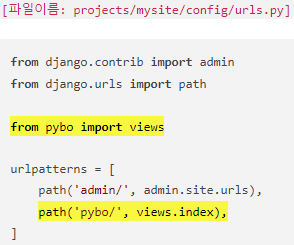 [파일이름: projects/mysite/config/urls.py]
from django.contrib import admin
from django.urls import path
from pybo import views
urlpatterns = [
    path('admin/', admin.site.urls),
    path('pybo/', views.index),
]